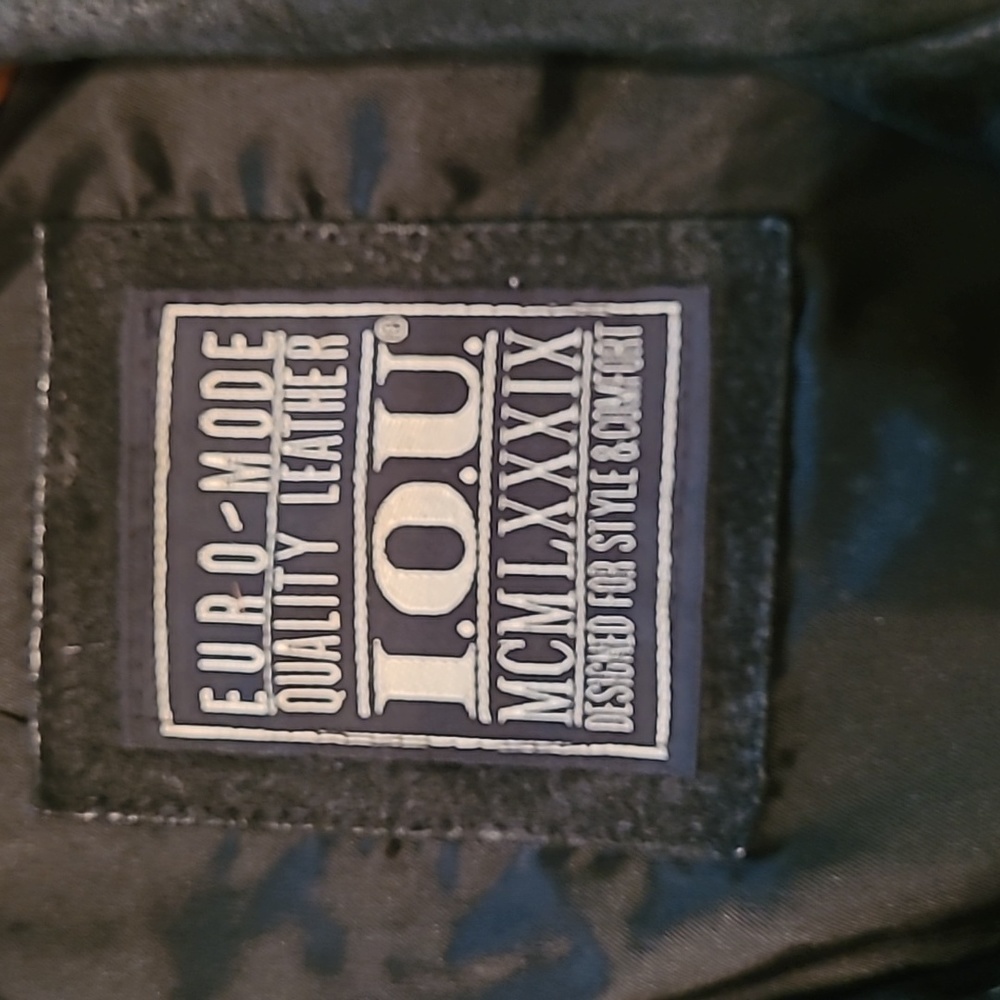 EURO-MODE
QUALITY LEATHER
I.O.U.®
MCMLXXXIX
DESIGNED FOR STYLE & COMFORT